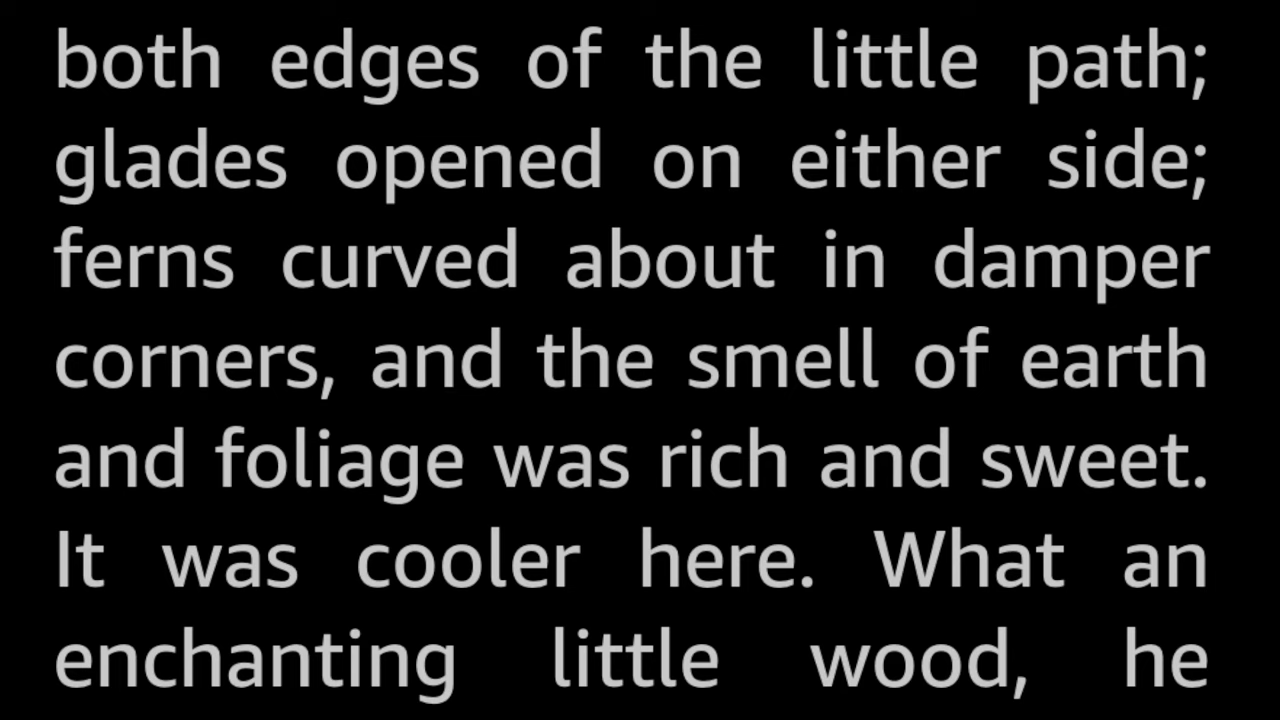 both edges of the little path;
glades opened on either side;
ferns curved about in damper
corners, and the smell of earth
and foliage was rich and sweet.
It was cooler here. What an
enchanting little wood, he